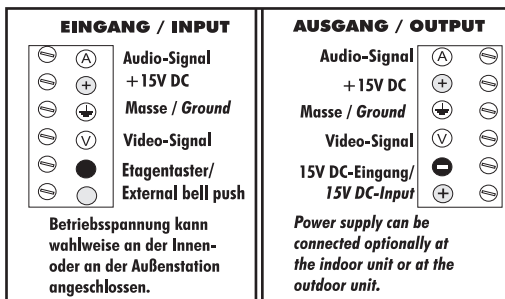 EINGANG / INPUT
A Audio-Signal
+ +15V DC
Masse / Ground
V Video-Signal
Etagentaster/
External bell push
Betriebsspannung kann
wahlweise an der Innen-
oder an der Außenstation
angeschlossen.
AUSGANG / OUTPUT
Audio-Signal A
+15V DC +
Masse / Ground
Video-Signal V
15V DC-Eingang/ -
15V DC-Input +
Power supply can be
connected optionally at
the indoor unit or at the
outdoor unit.